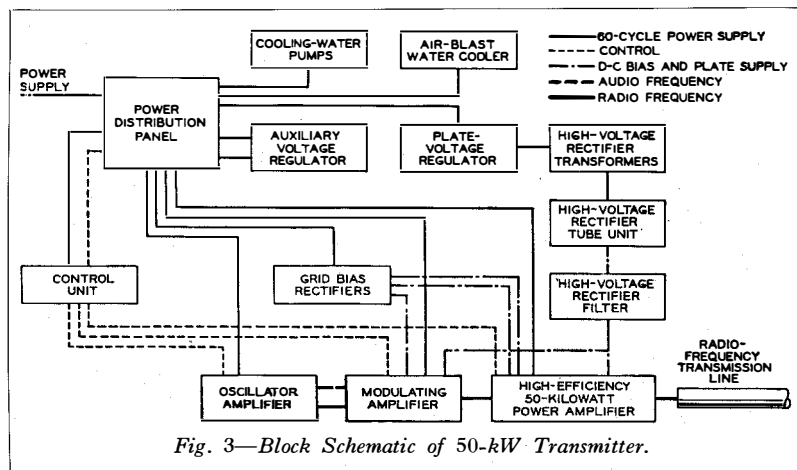 COOLING-WATER
PUMPS
AIR-BLAST
WATER COOLER
60-CYCLE POWER SUPPLY
CONTROL
D-C BIAS AND PLATE SUPPLY
AUDIO FREQUENCY
RADIO FREQUENCY
POWER
SUPPLY
POWER
DISTRIBUTION
PANEL
AUXILIARY
VOLTAGE
REGULATOR
PLATE-
VOLTAGE
REGULATOR
HIGH-VOLTAGE
RECTIFIER
TRANSFORMERS
HIGH-VOLTAGE
RECTIFIER
TUBE UNIT
CONTROL
UNIT
GRID BIAS
RECTIFIERS
HIGH-VOLTAGE
RECTIFIER
FILTER
RADIO-
FREQUENCY
TRANSMISSION
LINE
OSCILLATOR
AMPLIFIER
MODULATING
AMPLIFIER
HIGH-EFFICIENCY
50-KILOWATT
POWER AMPLIFIER
Fig. 3—Block Schematic of 50-kW Transmitter.